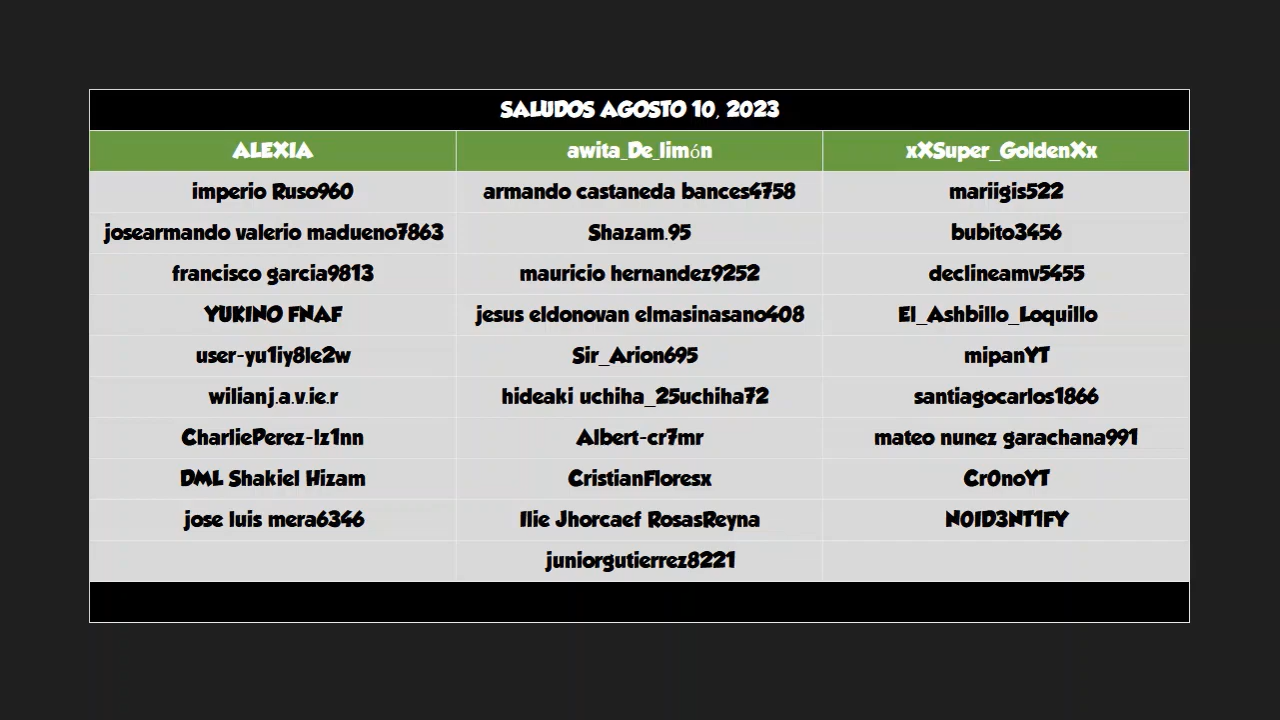 SALUDOS AGOSTO 10, 2023
ALEXIA awita_De_limón xXSuper_GoldenXx
imperio Ruso960 armando castaneda bances4758 mariigis522
josearmando valerio madueno7863 Shazam.95 bubito3456
francisco garcia9813 mauricio hernandez9252 declineamv5455
YUKINO FNAF jesus eldonovan elmasinasano408 El_Ashbillo_Loquillo
user-yu1iy8le2w Sir_Arion695 mipanYT
wilianj.a.v.ie.r hideaki uchiha_25uchiha72 santiagocarlos1866
CharliePerez-lz1nn Albert-cr7mr mateo nunez garachana991
DML Shakiel Hizam CristianFloresx Cr0noYT
jose luis mera6346 Ilie Jhorcaef RosasReyna N0ID3NT1FY
juniorgutierrez8221